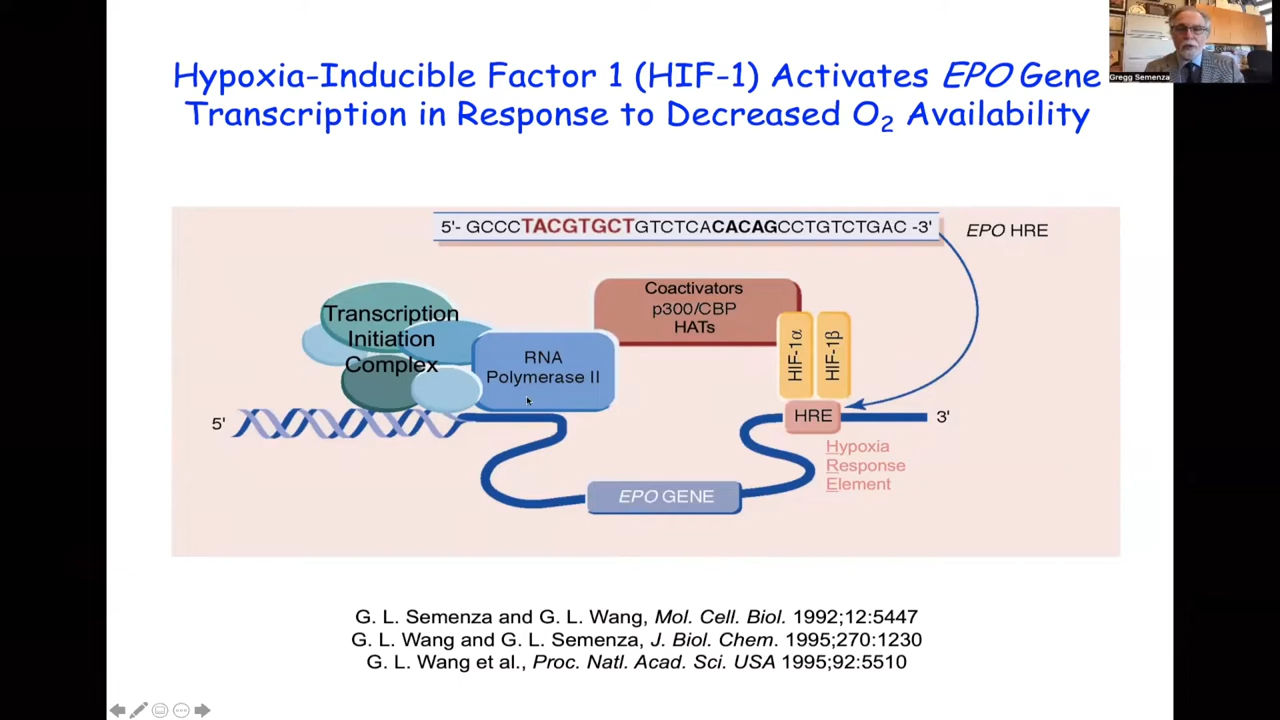 Hypoxia-Inducible Factor 1 (HIF-1) Activates EPO Gene
Transcription in Response to Decreased O₂ Availability
Gregg Semenza
5'- GCCCTACGTGCTGTCTCACACAGCCTGTCTGAC -3'
EPO HRE
Transcription
Initiation
Complex
RNA
Polymerase II
Coactivators
p300/CBP
HATs
HIF-1α
HIF-1β
5'
HRE
3'
Hypoxia
Response
Element
EPO GENE
G. L. Semenza and G. L. Wang, Mol. Cell. Biol. 1992;12:5447
G. L. Wang and G. L. Semenza, J. Biol. Chem. 1995;270:1230
G. L. Wang et al., Proc. Natl. Acad. Sci. USA 1995;92:5510